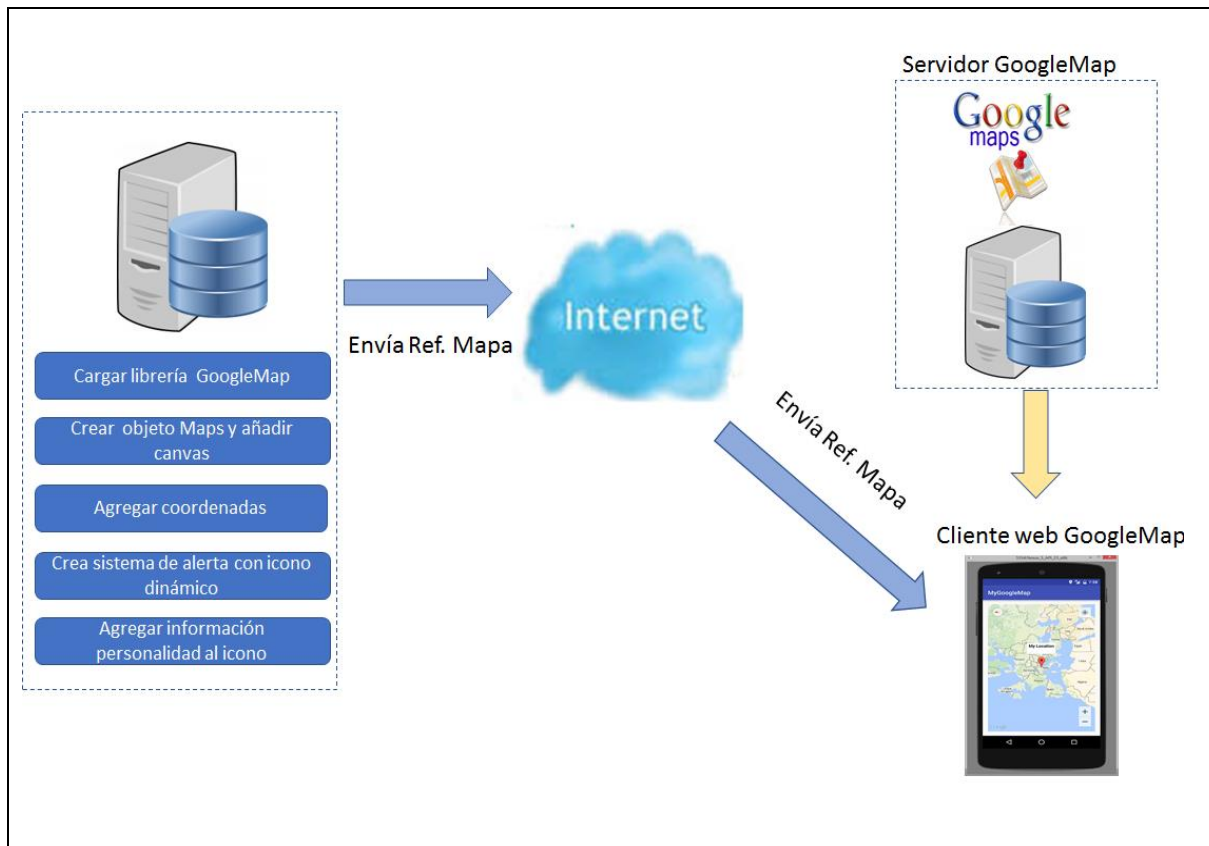 Servidor GoogleMap
Google
maps
Internet
Envía Ref. Mapa
Cargar librería GoogleMap
Crear objeto Maps y añadir
canvas
Agregar coordenadas
Crea sistema de alerta con icono
dinámico
Agregar información
personalidad al icono
Envía Ref. Mapa
Cliente web GoogleMap
MyGoogleMap
My Location